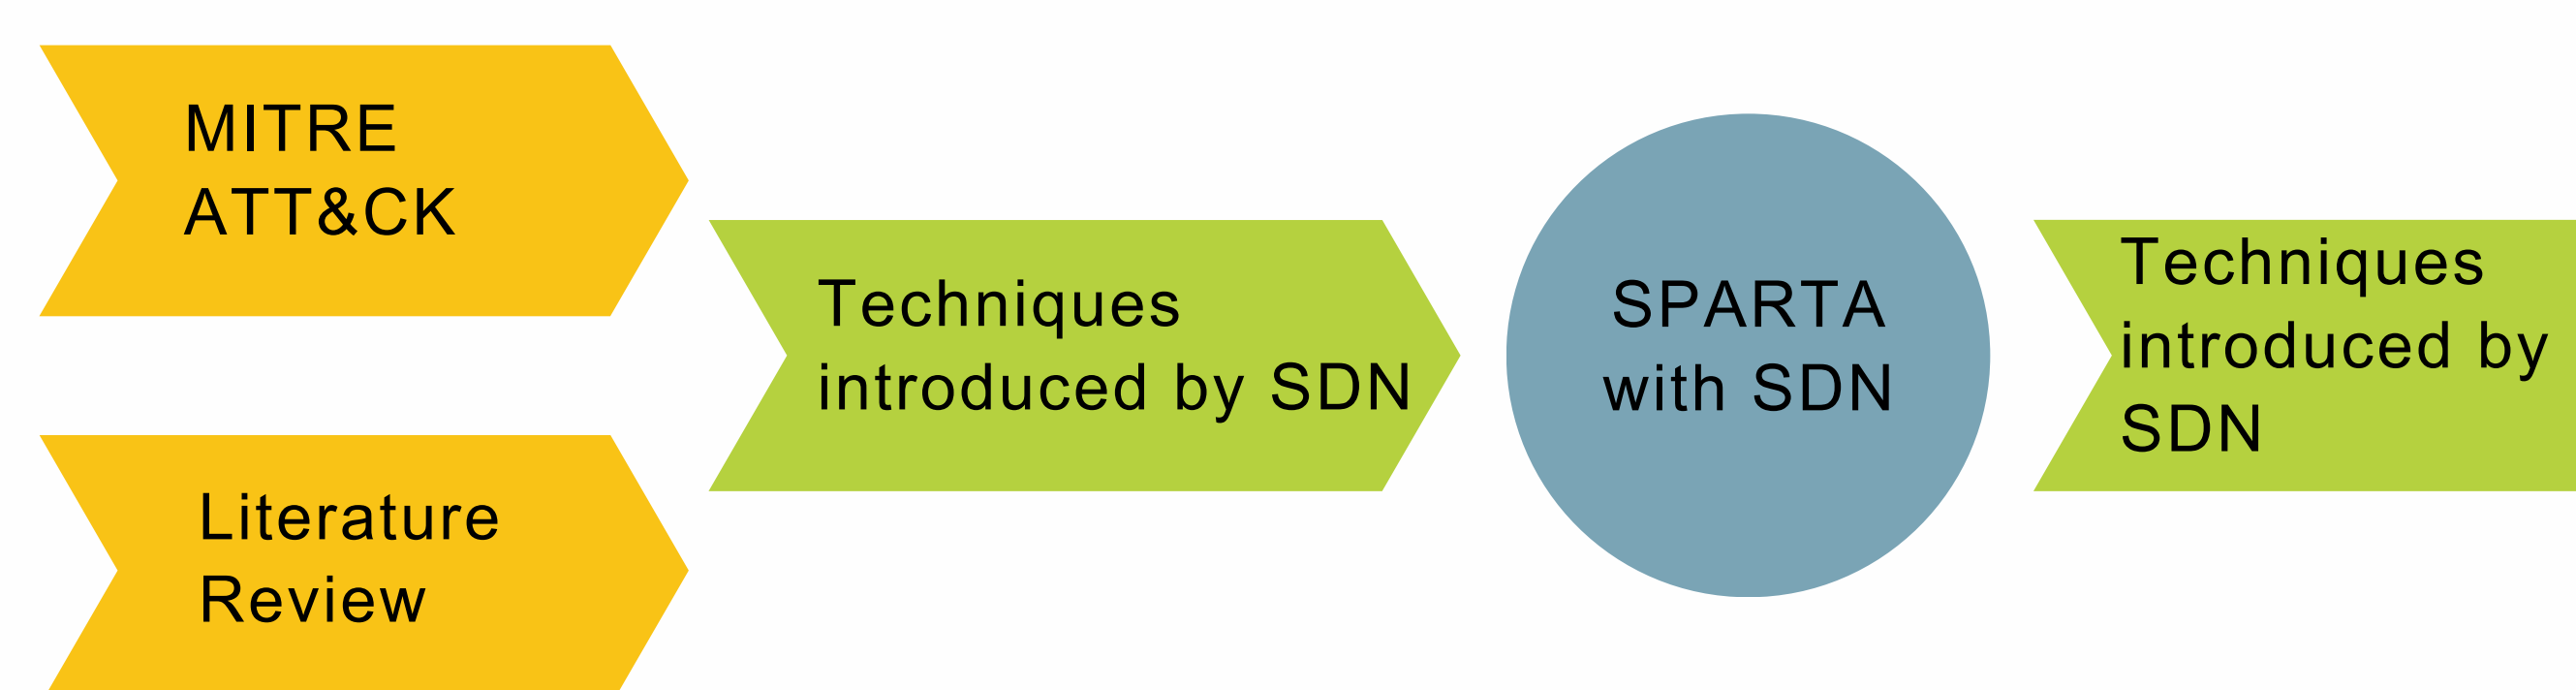 MITRE
ATT&CK
Literature
Review
Techniques
introduced by SDN
SPARTA
with SDN
Techniques
introduced by
SDN